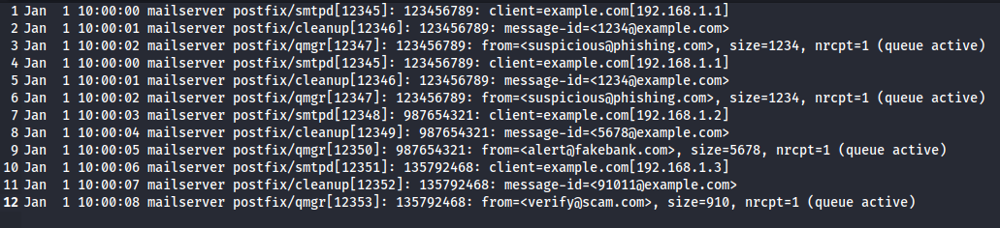 1 Jan  1 10:00:00 mailserver postfix/smtpd[12345]: 123456789: client=example.com[192.168.1.1]
2 Jan  1 10:00:01 mailserver postfix/cleanup[12346]: 123456789: message-id=<1234@example.com>
3 Jan  1 10:00:02 mailserver postfix/qmgr[12347]: 123456789: from=<suspicious@phishing.com>, size=1234, nrcpt=1 (queue active)
4 Jan  1 10:00:00 mailserver postfix/smtpd[12345]: 123456789: client=example.com[192.168.1.1]
5 Jan  1 10:00:01 mailserver postfix/cleanup[12346]: 123456789: message-id=<1234@example.com>
6 Jan  1 10:00:02 mailserver postfix/qmgr[12347]: 123456789: from=<suspicious@phishing.com>, size=1234, nrcpt=1 (queue active)
7 Jan  1 10:00:03 mailserver postfix/smtpd[12348]: 987654321: client=example.com[192.168.1.2]
8 Jan  1 10:00:04 mailserver postfix/cleanup[12349]: 987654321: message-id=<5678@example.com>
9 Jan  1 10:00:05 mailserver postfix/qmgr[12350]: 987654321: from=<alert@fakebank.com>, size=5678, nrcpt=1 (queue active)
10 Jan  1 10:00:06 mailserver postfix/smtpd[12351]: 135792468: client=example.com[192.168.1.3]
11 Jan  1 10:00:07 mailserver postfix/cleanup[12352]: 135792468: message-id=<91011@example.com>
12 Jan  1 10:00:08 mailserver postfix/qmgr[12353]: 135792468: from=<verify@scam.com>, size=910, nrcpt=1 (queue active)